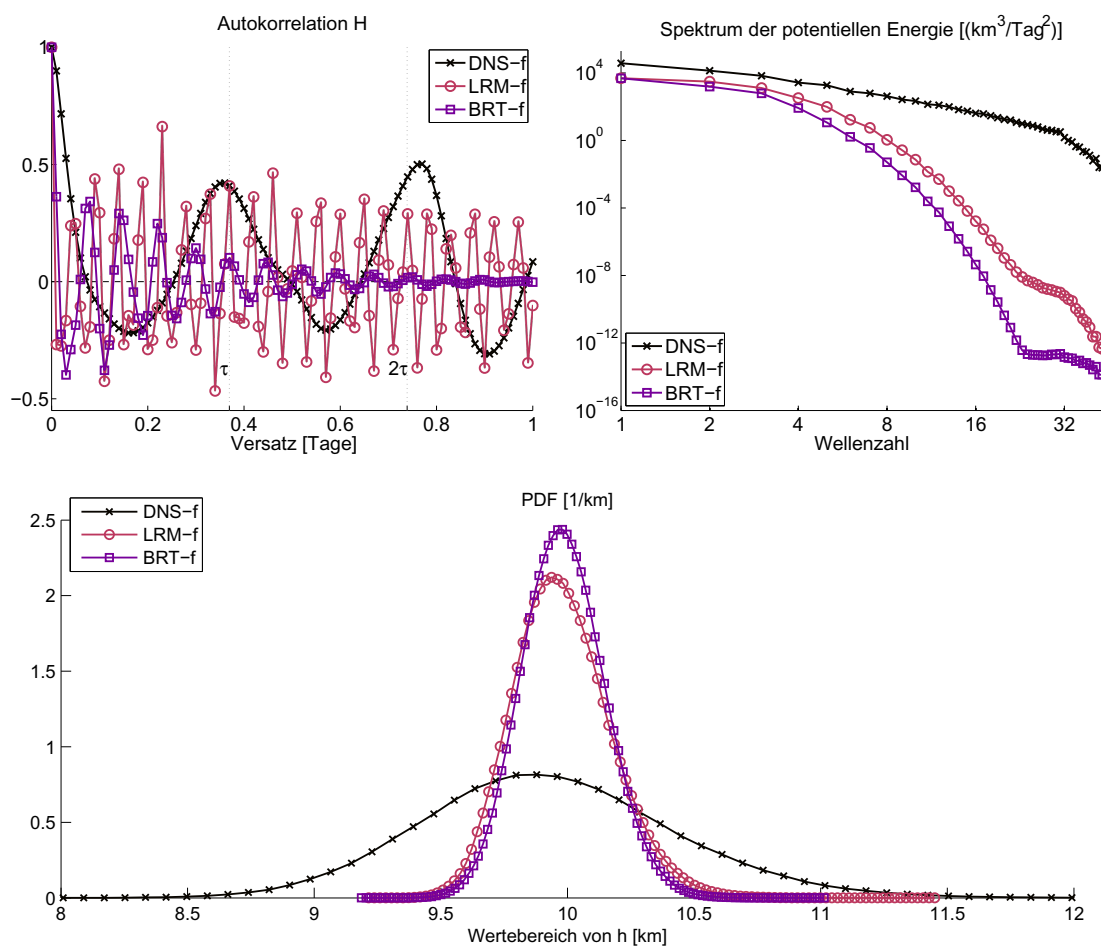 Autokorrelation H
1
0.5
0
−0.5
DNS−f
LRM−f
BRT−f
τ
2τ
0
0.2
0.4
0.6
0.8
1
Versatz [Tage]
Spektrum der potentiellen Energie [(km³/Tag²)]
10⁴
10⁰
10⁻⁴
10⁻⁸
10⁻¹²
10⁻¹⁶
DNS−f
LRM−f
BRT−f
1
2
4
8
16
32
Wellenzahl
PDF [1/km]
DNS−f
LRM−f
BRT−f
2.5
2
1.5
1
0.5
0
8
8.5
9
9.5
10
10.5
11
11.5
12
Wertebereich von h [km]